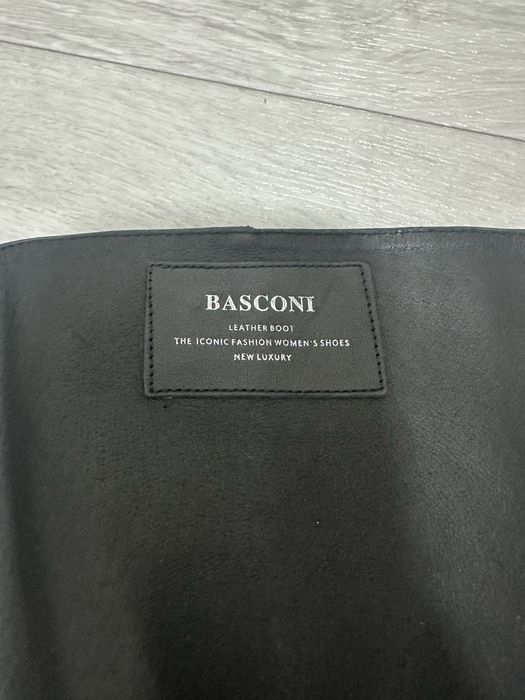 BASCONI
LEATHER BOOT
THE ICONIC FASHION WOMEN'S SHOES
NEW LUXURY